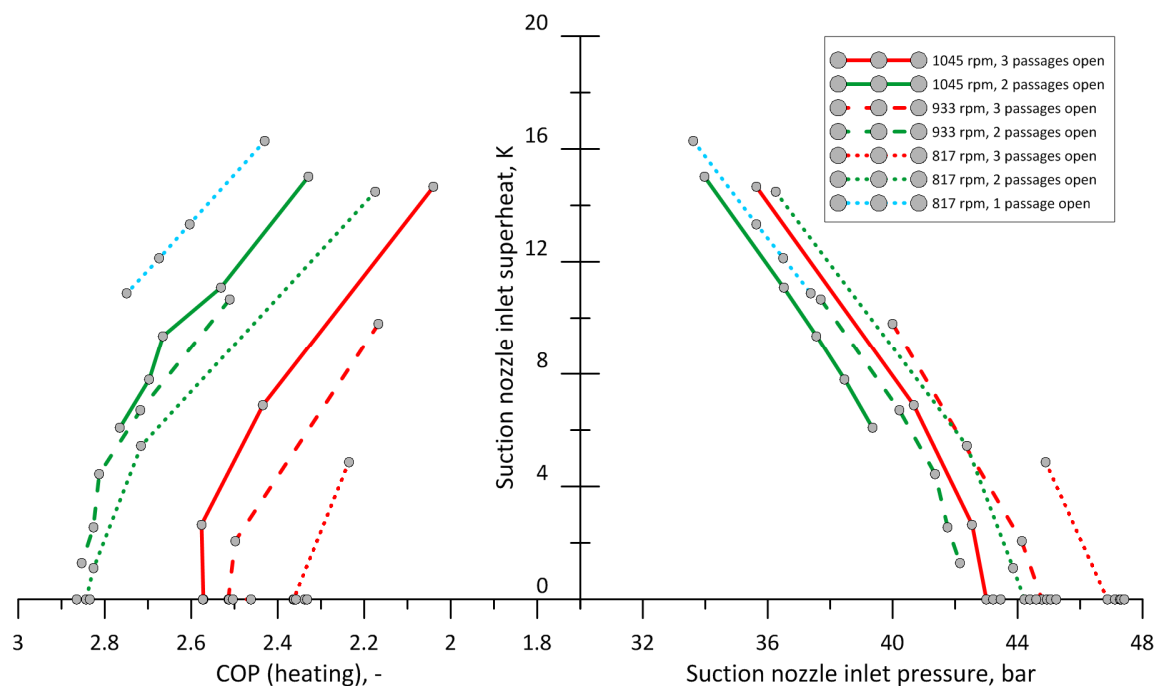 20
16
12
8
4
0
Suction nozzle inlet superheat, K
1045 rpm, 3 passages open
1045 rpm, 2 passages open
933 rpm, 3 passages open
933 rpm, 2 passages open
817 rpm, 3 passages open
817 rpm, 2 passages open
817 rpm, 1 passage open
3 2.8 2.6 2.4 2.2 2 1.8 32 36 40 44 48
COP (heating), - Suction nozzle inlet pressure, bar